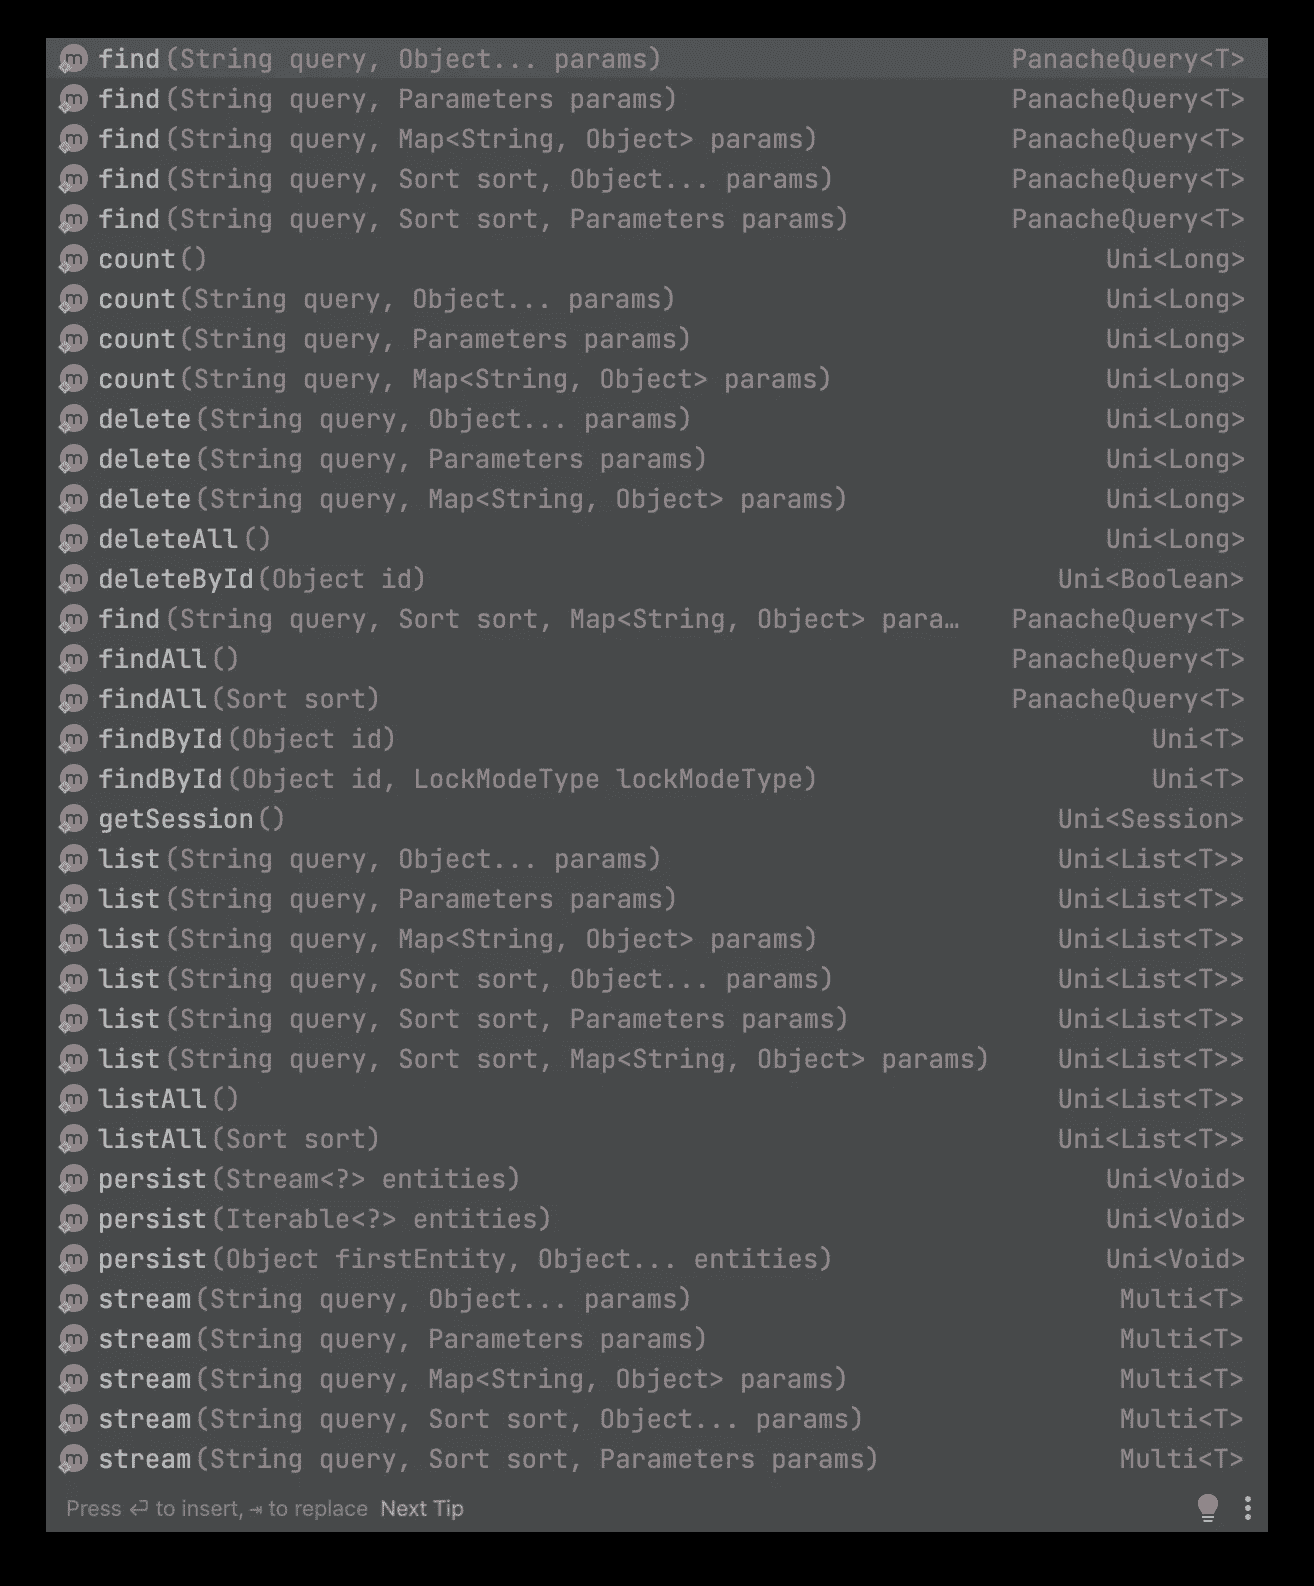 find(String query, Object... params) PanacheQuery<T>
find(String query, Parameters params) PanacheQuery<T>
find(String query, Map<String, Object> params) PanacheQuery<T>
find(String query, Sort sort, Object... params) PanacheQuery<T>
find(String query, Sort sort, Parameters params) PanacheQuery<T>
count() Uni<Long>
count(String query, Object... params) Uni<Long>
count(String query, Parameters params) Uni<Long>
count(String query, Map<String, Object> params) Uni<Long>
delete(String query, Object... params) Uni<Long>
delete(String query, Parameters params) Uni<Long>
delete(String query, Map<String, Object> params) Uni<Long>
deleteAll() Uni<Long>
deleteById(Object id) Uni<Boolean>
find(String query, Sort sort, Map<String, Object> para… PanacheQuery<T>
findAll() PanacheQuery<T>
findAll(Sort sort) PanacheQuery<T>
findById(Object id) Uni<T>
findById(Object id, LockModeType lockModeType) Uni<T>
getSession() Uni<Session>
list(String query, Object... params) Uni<List<T>>
list(String query, Parameters params) Uni<List<T>>
list(String query, Map<String, Object> params) Uni<List<T>>
list(String query, Sort sort, Object... params) Uni<List<T>>
list(String query, Sort sort, Parameters params) Uni<List<T>>
list(String query, Sort sort, Map<String, Object> params) Uni<List<T>>
listAll() Uni<List<T>>
listAll(Sort sort) Uni<List<T>>
persist(Stream<?> entities) Uni<Void>
persist(Iterable<?> entities) Uni<Void>
persist(Object firstEntity, Object... entities) Uni<Void>
stream(String query, Object... params) Multi<T>
stream(String query, Parameters params) Multi<T>
stream(String query, Map<String, Object> params) Multi<T>
stream(String query, Sort sort, Object... params) Multi<T>
stream(String query, Sort sort, Parameters params) Multi<T>
Press ⏎ to insert, ⇥ to replace Next Tip